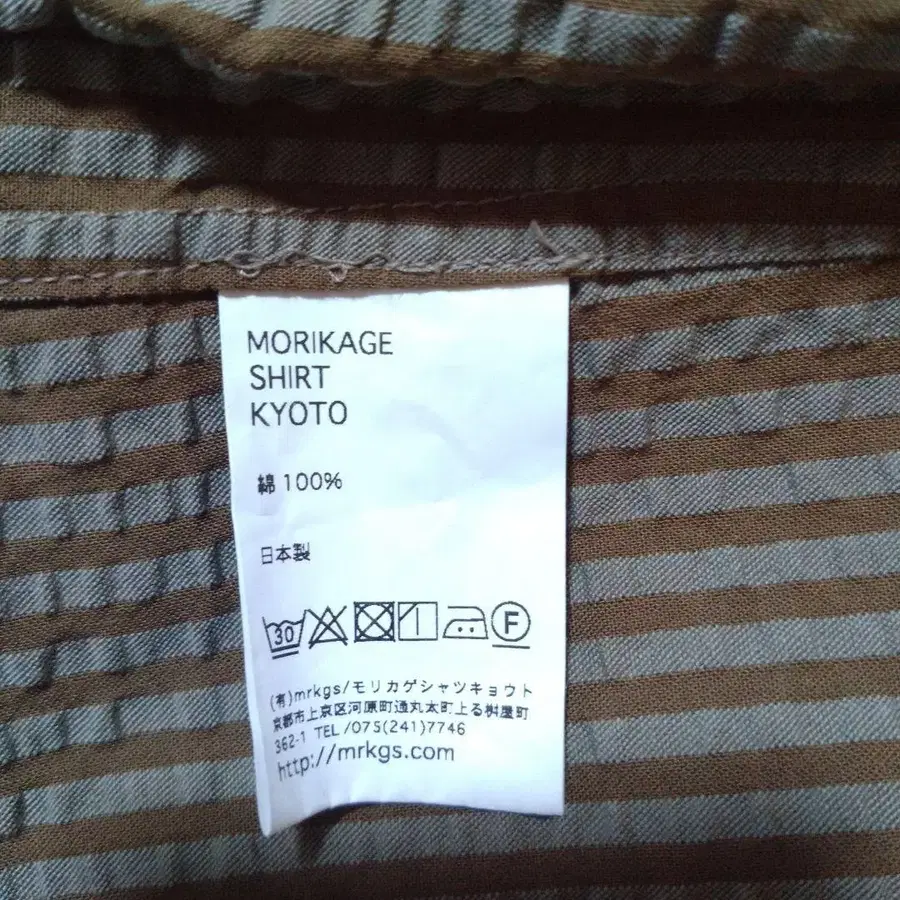 MORIKAGE
SHIRT
KYOTO
綿 100%
日本製
30 F
(有)mrkgs/モリカゲシャツキョウト
京都市上京区河原町通丸太町上る桝屋町
362-1 TEL/075(241)7746
http://mrkgs.com